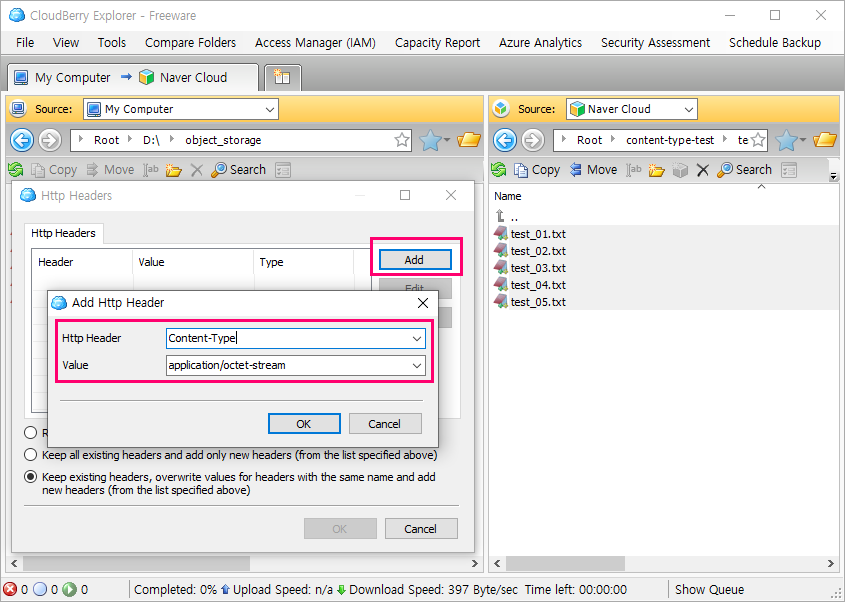 CloudBerry Explorer - Freeware
File View Tools Compare Folders Access Manager (IAM) Capacity Report Azure Analytics Security Assessment Schedule Backup
My Computer Naver Cloud
Source: My Computer
Root D:\ object_storage
Copy Move Search
Source: Naver Cloud
Root content-type-test te
Copy Move Search
Name
..
test_01.txt
test_02.txt
test_03.txt
test_04.txt
test_05.txt
Http Headers
Http Headers
Header Value Type
Add
Edit
Add Http Header
Http Header Content-Type
Value application/octet-stream
OK Cancel
Keep all existing headers and add only new headers (from the list specified above)
Keep existing headers, overwrite values for headers with the same name and add
new headers (from the list specified above)
OK Cancel
0 0 0 Completed: 0% Upload Speed: n/a Download Speed: 397 Byte/sec Time left: 00:00:00 Show Queue